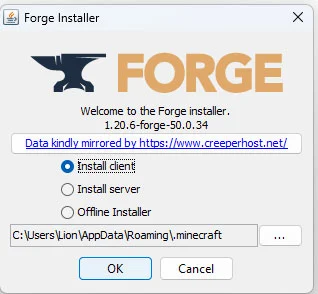 Forge Installer
FORGE
Welcome to the Forge installer.
1.20.6-forge-50.0.34
Data kindly mirrored by https://www.creeperhost.net/
Install client
Install server
Offline Installer
C:\Users\Lion\AppData\Roaming\.minecraft
...
OK
Cancel